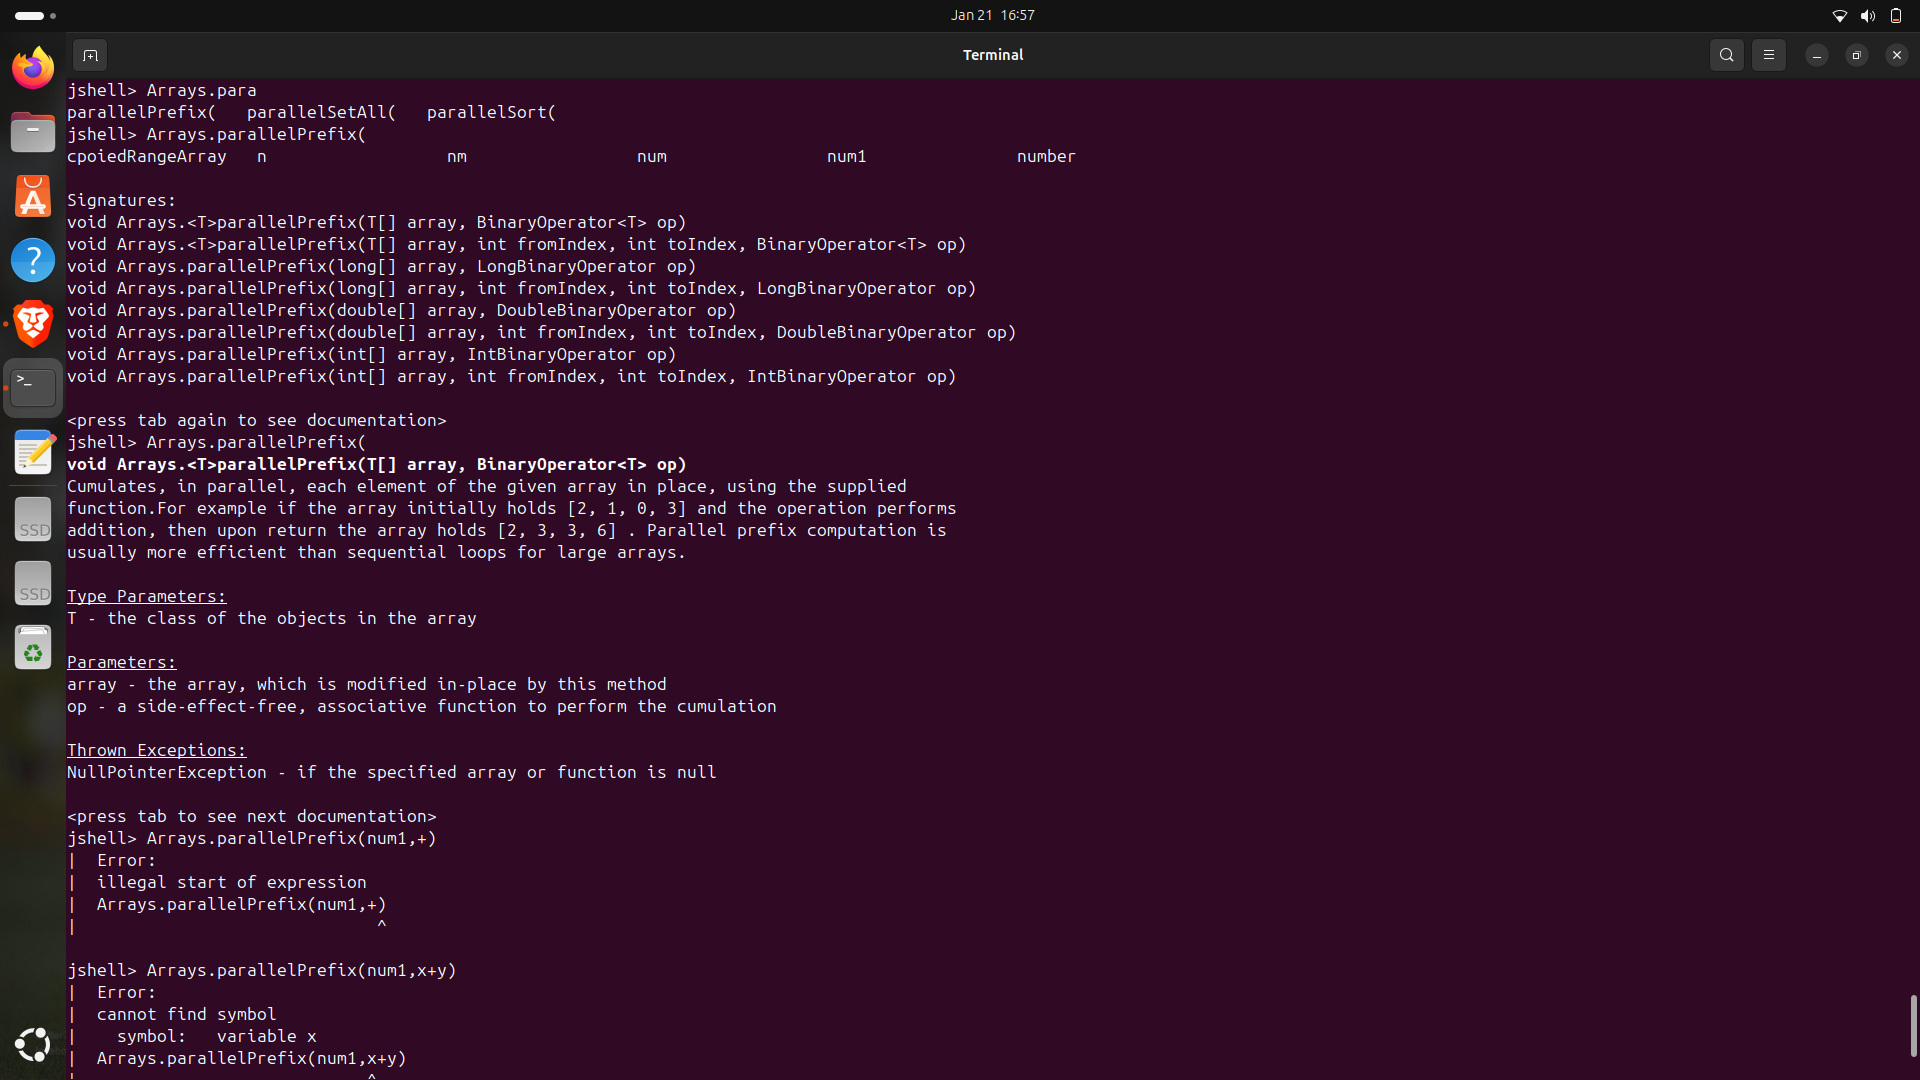 Jan 21 16:57
Terminal
jshell> Arrays.para
parallelPrefix(   parallelSetAll(   parallelSort(
jshell> Arrays.parallelPrefix(
cpoiedRangeArray   n                  nm                 num                num1               number
Signatures:
void Arrays.<T>parallelPrefix(T[] array, BinaryOperator<T> op)
void Arrays.<T>parallelPrefix(T[] array, int fromIndex, int toIndex, BinaryOperator<T> op)
void Arrays.parallelPrefix(long[] array, LongBinaryOperator op)
void Arrays.parallelPrefix(long[] array, int fromIndex, int toIndex, LongBinaryOperator op)
void Arrays.parallelPrefix(double[] array, DoubleBinaryOperator op)
void Arrays.parallelPrefix(double[] array, int fromIndex, int toIndex, DoubleBinaryOperator op)
void Arrays.parallelPrefix(int[] array, IntBinaryOperator op)
void Arrays.parallelPrefix(int[] array, int fromIndex, int toIndex, IntBinaryOperator op)
<press tab again to see documentation>
jshell> Arrays.parallelPrefix(
void Arrays.<T>parallelPrefix(T[] array, BinaryOperator<T> op)
Cumulates, in parallel, each element of the given array in place, using the supplied
function.For example if the array initially holds [2, 1, 0, 3] and the operation performs
addition, then upon return the array holds [2, 3, 3, 6] . Parallel prefix computation is
usually more efficient than sequential loops for large arrays.
Type Parameters:
T - the class of the objects in the array
Parameters:
array - the array, which is modified in-place by this method
op - a side-effect-free, associative function to perform the cumulation
Thrown Exceptions:
NullPointerException - if the specified array or function is null
<press tab to see next documentation>
jshell> Arrays.parallelPrefix(num1,+)
|  Error:
|  illegal start of expression
|  Arrays.parallelPrefix(num1,+)
|                              ^
jshell> Arrays.parallelPrefix(num1,x+y)
|  Error:
|  cannot find symbol
|    symbol:   variable x
|  Arrays.parallelPrefix(num1,x+y)
|                             ^
SSD
SSD